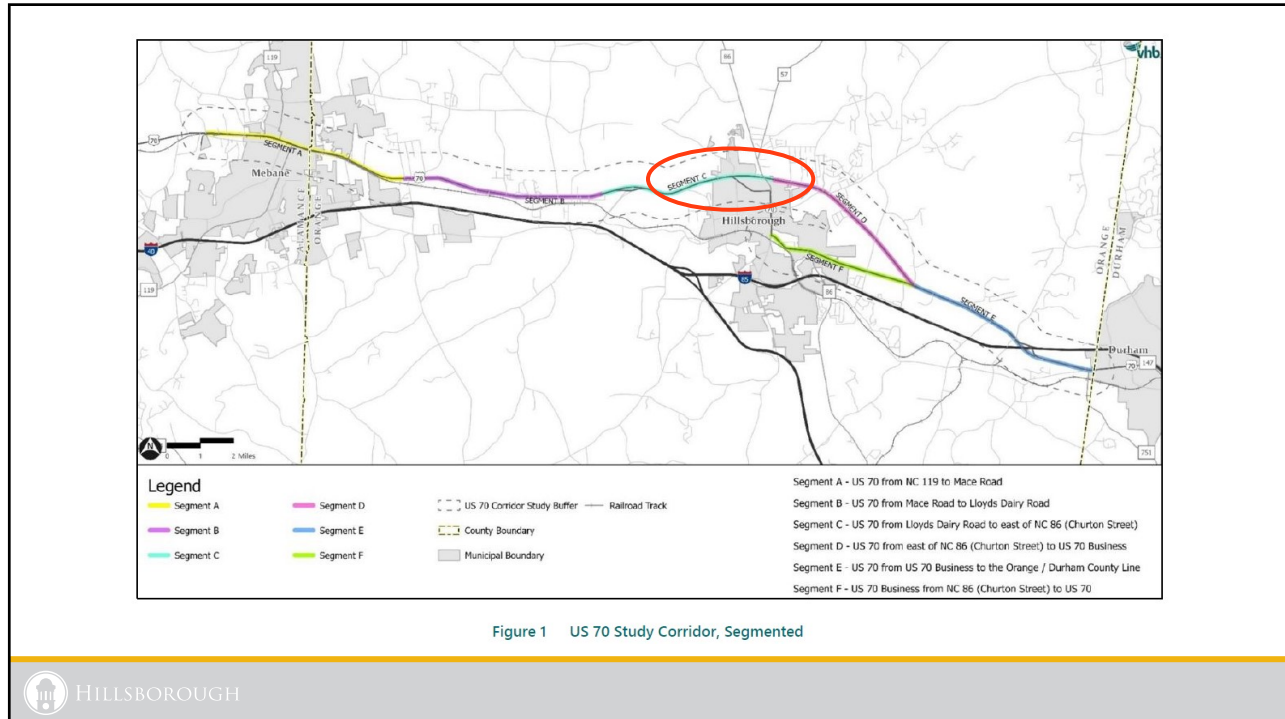 vhb
119
86
57
70
SEGMENT A
Mebane
70
SEGMENT B
SEGMENT C
SEGMENT D
Hillsborough
ALAMANCE
ORANGE
ORANGE
DURHAM
40
85
SEGMENT F
86
SEGMENT E
119
Durham
70
147
751
N
0 1 2 Miles
Legend
Segment A
Segment B
Segment C
Segment D
Segment E
Segment F
US 70 Corridor Study Buffer
County Boundary
Municipal Boundary
Railroad Track
Segment A - US 70 from NC 119 to Mace Road
Segment B - US 70 from Mace Road to Lloyds Dairy Road
Segment C - US 70 from Lloyds Dairy Road to east of NC 86 (Churton Street)
Segment D - US 70 from east of NC 86 (Churton Street) to US 70 Business
Segment E - US 70 from US 70 Business to the Orange / Durham County Line
Segment F - US 70 Business from NC 86 (Churton Street) to US 70
Figure 1 US 70 Study Corridor, Segmented
HILLSBOROUGH